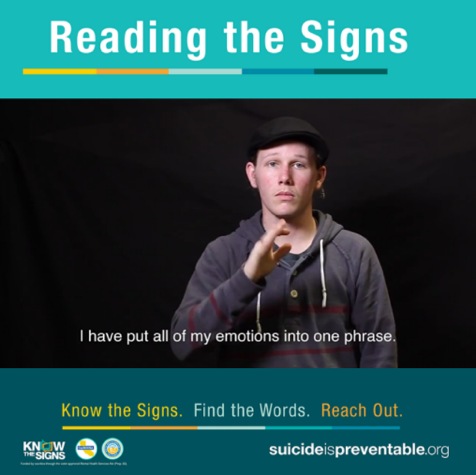 Reading the Signs
I have put all of my emotions into one phrase.
Know the Signs. Find the Words. Reach Out.
KNOW
THE SIGNS
suicideispreventable.org